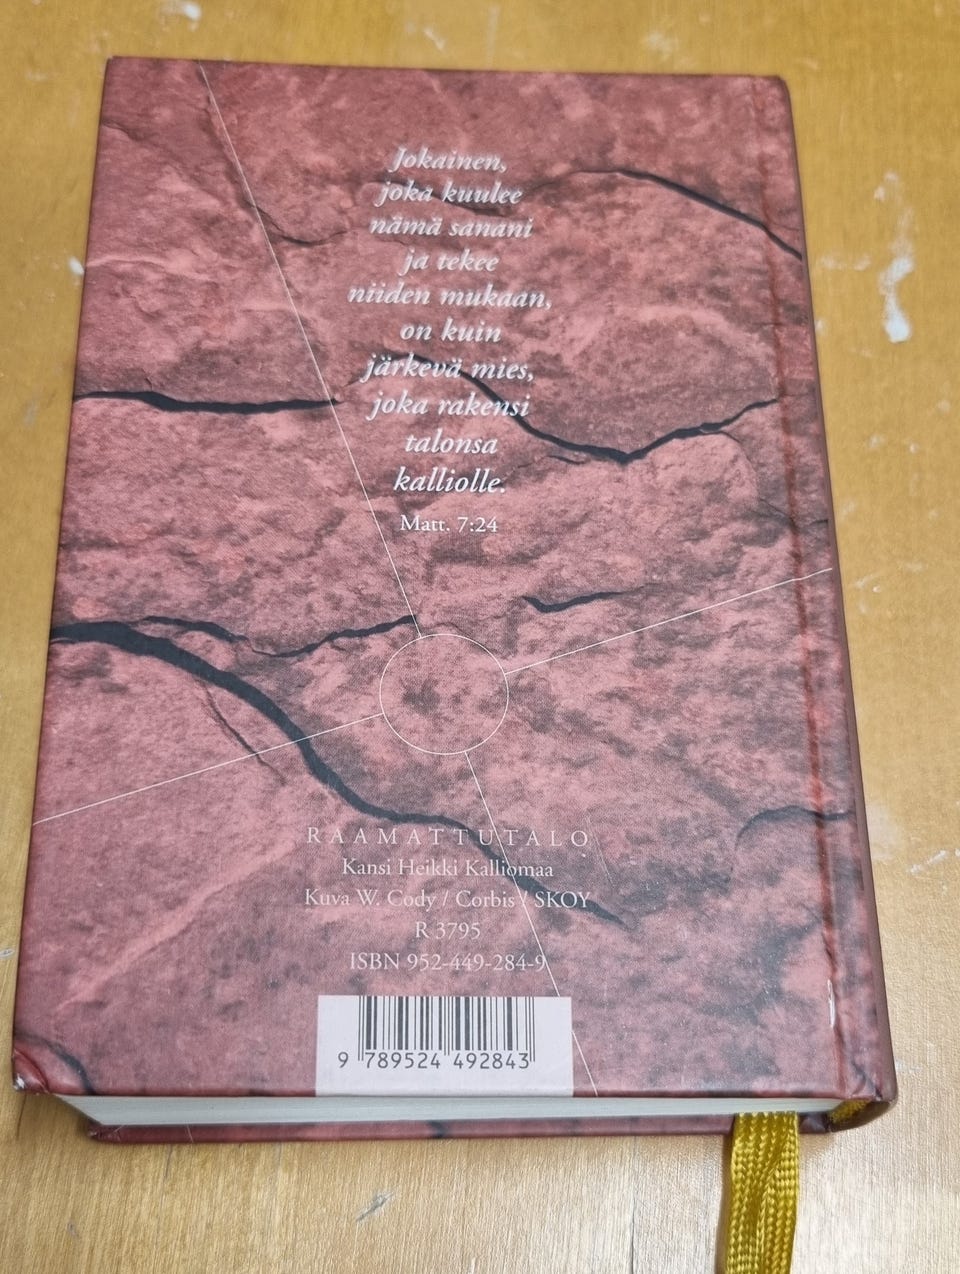 Jokainen,
joka kuulee
nämä sanani
ja tekee
niiden mukaan,
on kuin
järkevä mies,
joka rakensi
talonsa
kalliolle.
Matt. 7:24
RAAMATTUTALO
Kansi Heikki Kalliomaa
Kuva W. Cody / Corbis / SKOY
R 3795
ISBN 952-449-284-9
9 789524 492843